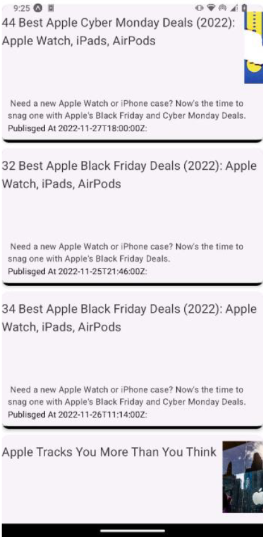 9:25
44 Best Apple Cyber Monday Deals (2022):
Apple Watch, iPads, AirPods
Need a new Apple Watch or iPhone case? Now's the time to
snag one with Apple's Black Friday and Cyber Monday Deals.
Publisged At 2022-11-27T18:00:00Z:
32 Best Apple Black Friday Deals (2022): Apple
Watch, iPads, AirPods
Need a new Apple Watch or iPhone case? Now's the time to
snag one with Apple's Black Friday Deals.
Publisged At 2022-11-25T21:46:00Z:
34 Best Apple Black Friday Deals (2022): Apple
Watch, iPads, AirPods
Need a new Apple Watch or iPhone case? Now's the time to
snag one with Apple's Black Friday and Cyber Monday Deals.
Publisged At 2022-11-26T11:14:00Z:
Apple Tracks You More Than You Think